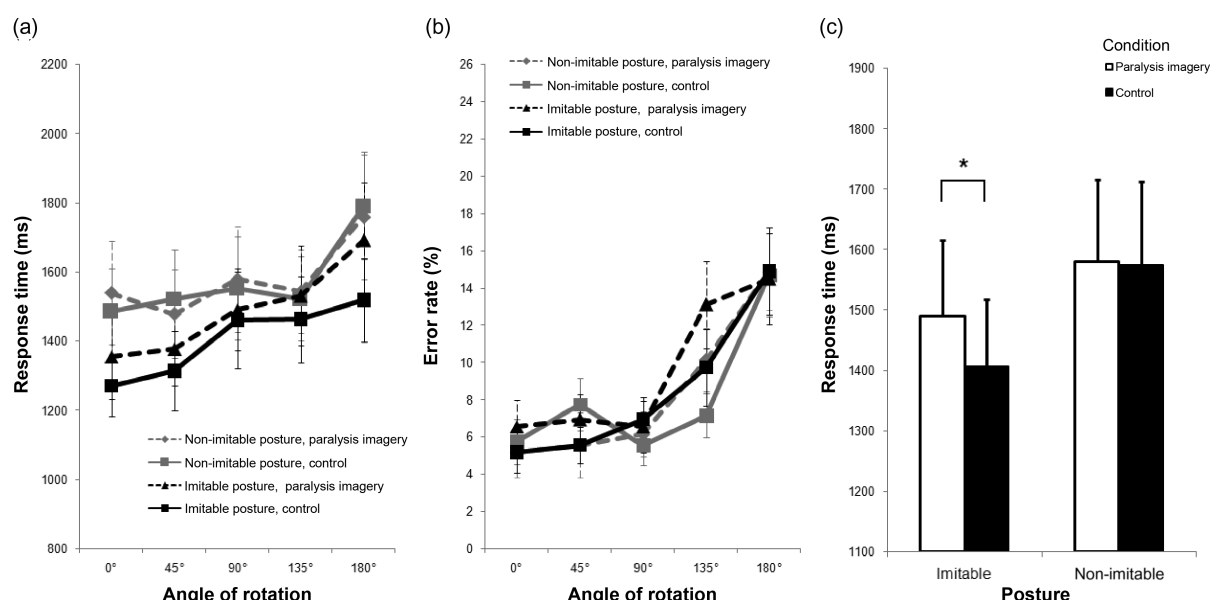 (a)
2200
2000
1800
1600
1400
1200
1000
800
Response time (ms)
Non-imitable posture, paralysis imagery
Non-imitable posture, control
Imitable posture, paralysis imagery
Imitable posture, control
0° 45° 90° 135° 180°
Angle of rotation
(b)
26
24
22
20
18
16
14
12
10
8
6
4
2
0
Error rate (%)
Non-imitable posture, paralysis imagery
Non-imitable posture, control
Imitable posture, paralysis imagery
Imitable posture, control
0° 45° 90° 135° 180°
Angle of rotation
(c)
Condition
Paralysis imagery
Control
1900
1800
1700
1600
1500
1400
1300
1200
1100
Response time (ms)
*
Imitable Non-imitable
Posture